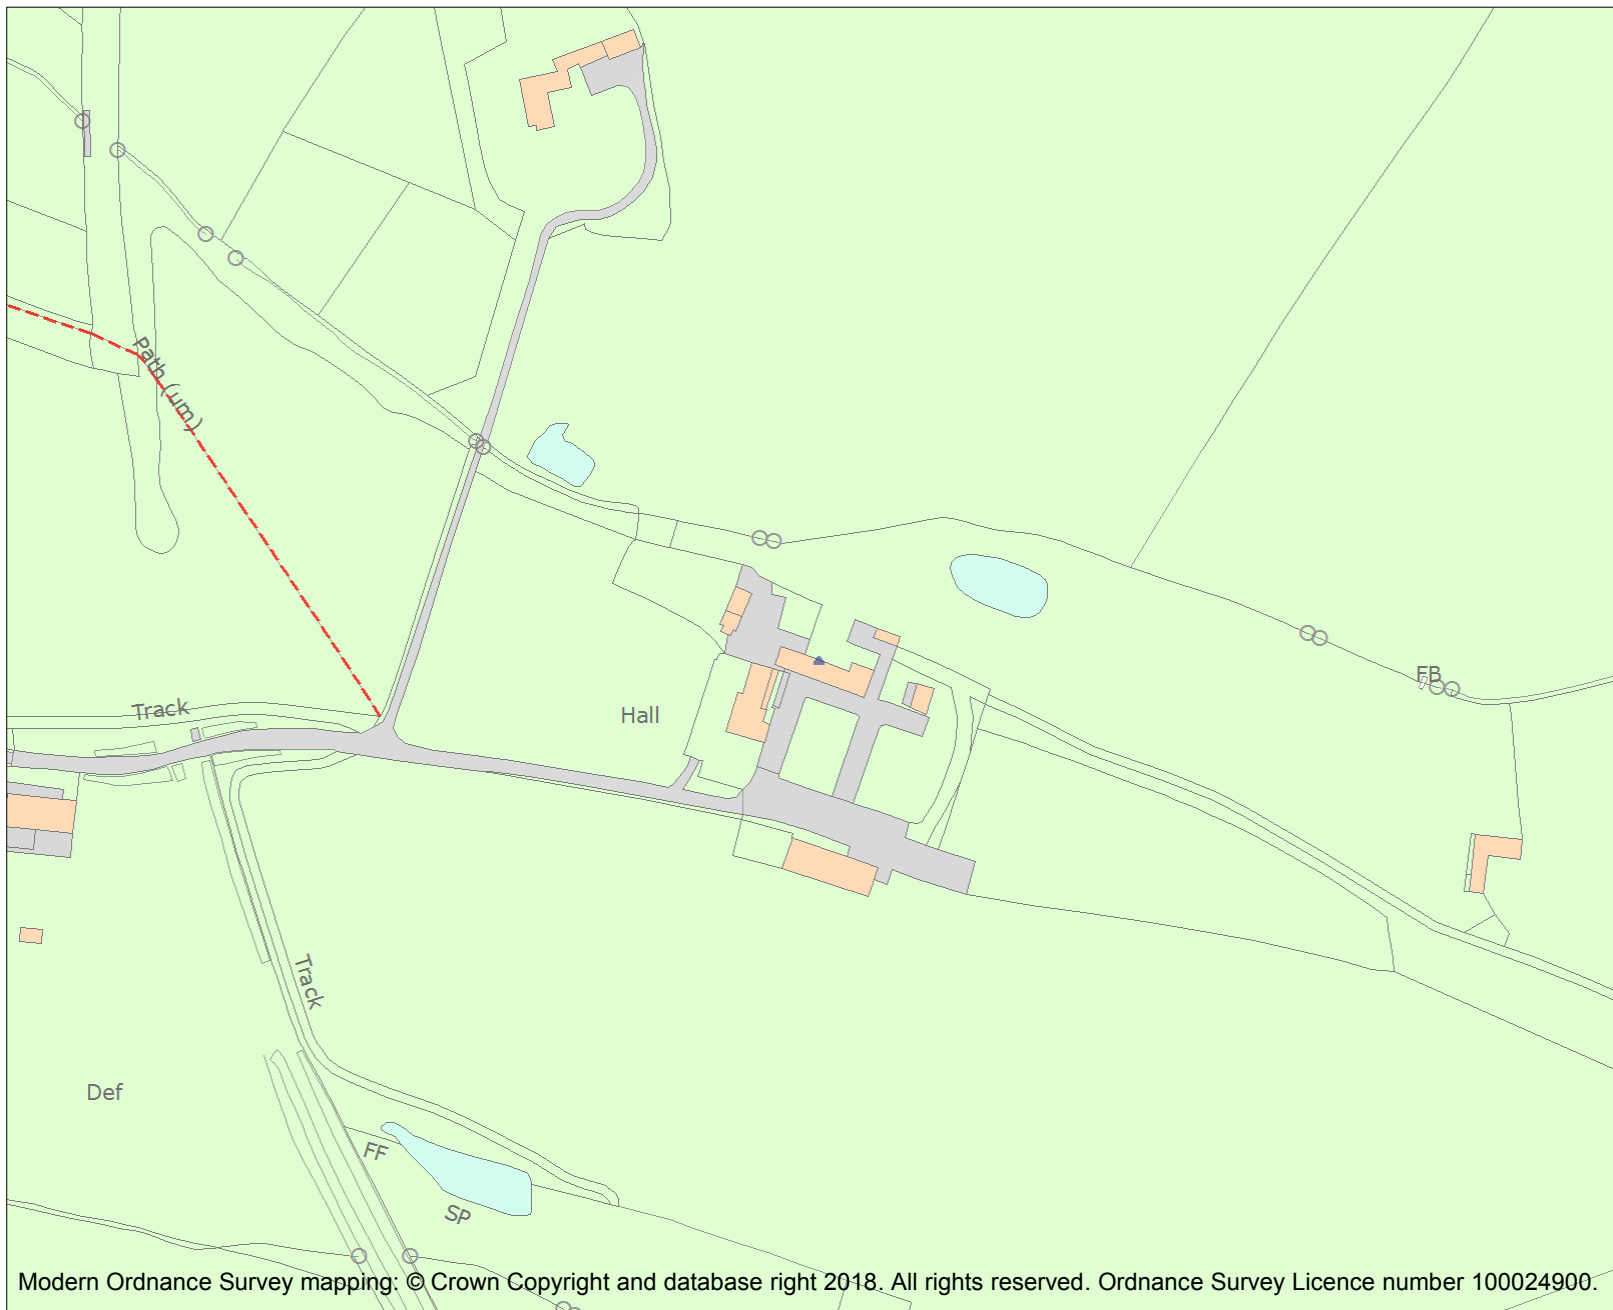 Path (um)
FB
Track
Hall
Track
Def
FF
SP
Modern Ordnance Survey mapping: © Crown Copyright and database right 2018. All rights reserved. Ordnance Survey Licence number 100024900.